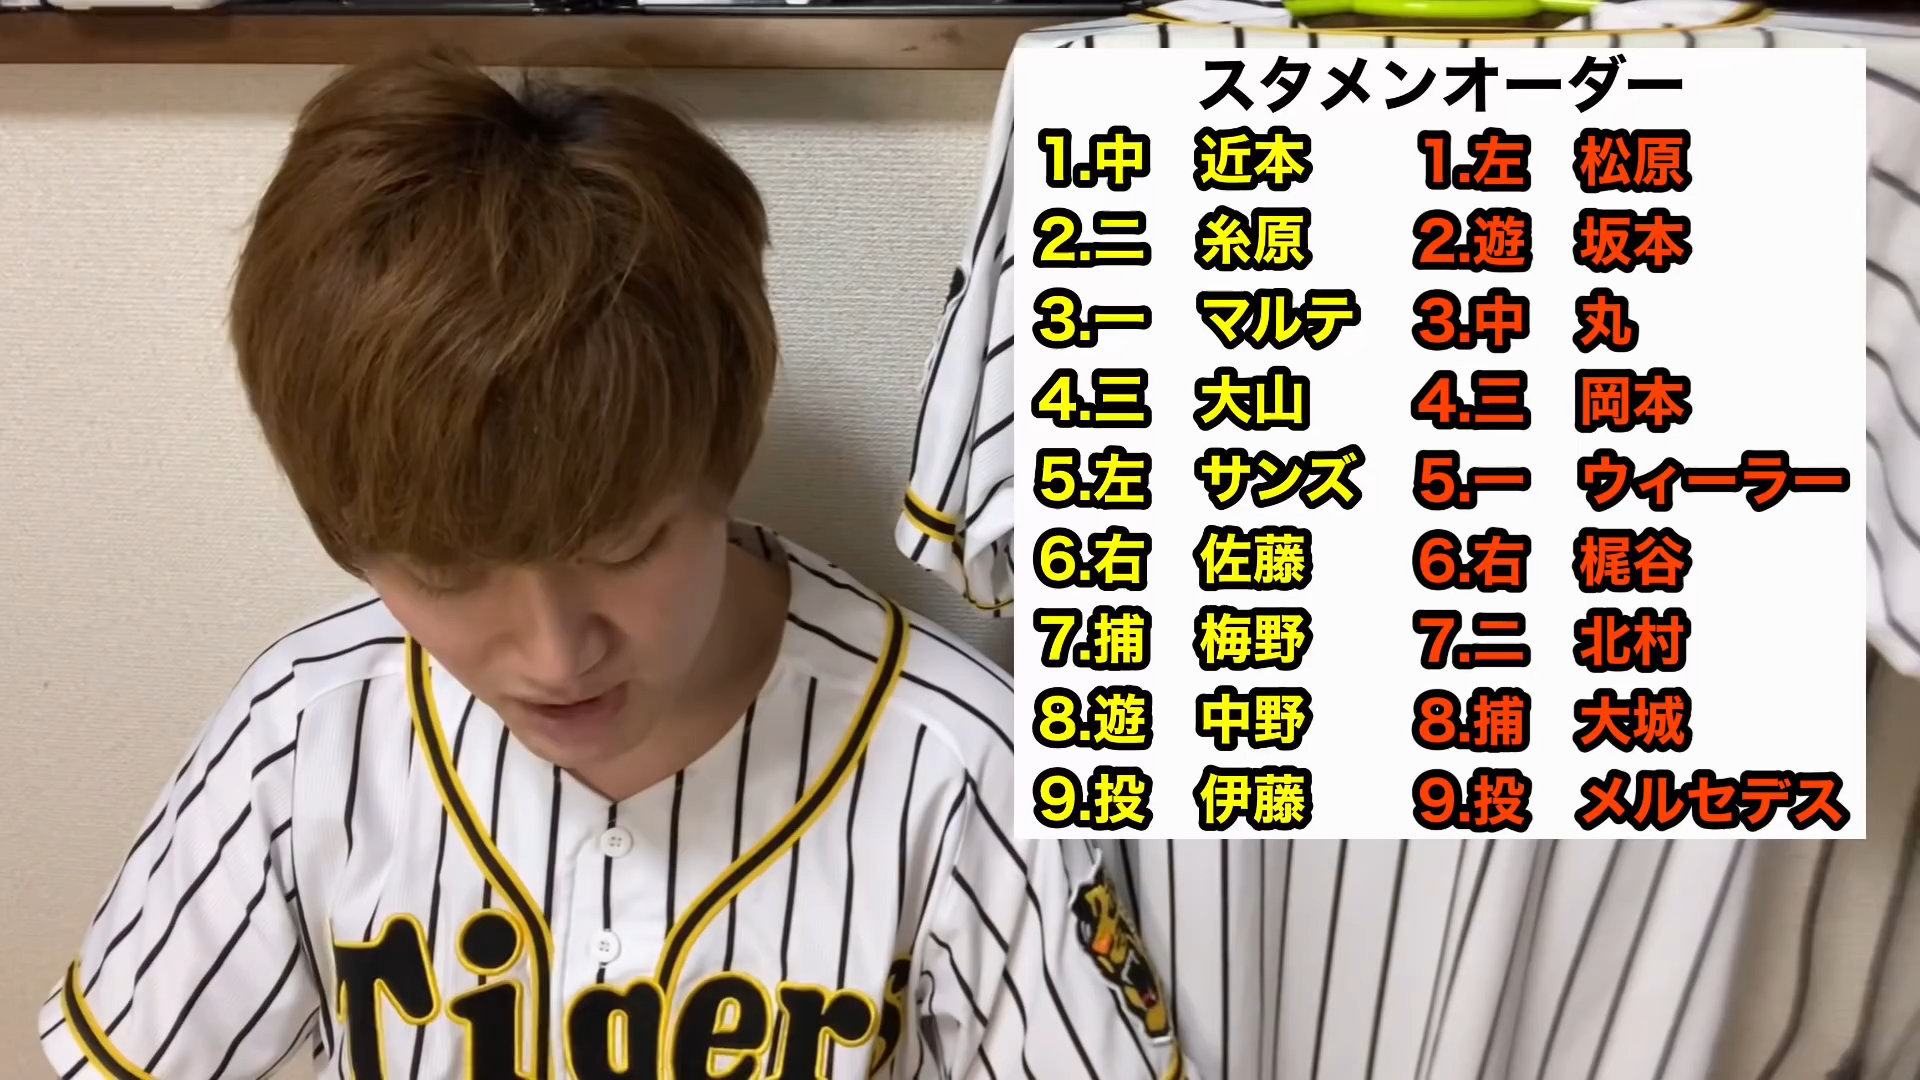 スタメンオーダー
1.中 近本 1.左 松原
2.二 糸原 2.遊 坂本
3.一 マルテ 3.中 丸
4.三 大山 4.三 岡本
5.左 サンズ 5.一 ウィーラー
6.右 佐藤 6.右 梶谷
7.捕 梅野 7.二 北村
8.遊 中野 8.捕 大城
9.投 伊藤 9.投 メルセデス
Tigers